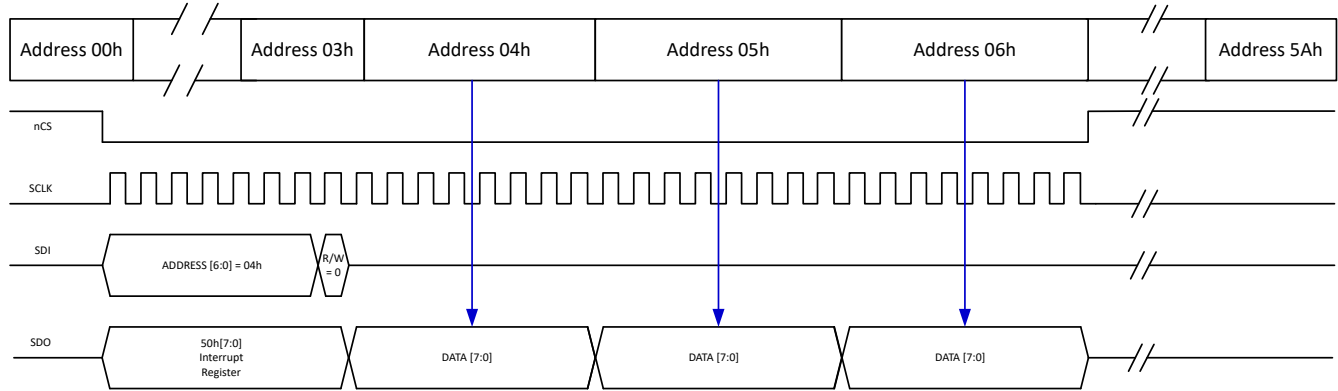 Address 00h
Address 03h
Address 04h
Address 05h
Address 06h
Address 5Ah
nCS
SCLK
SDI
ADDRESS [6:0] = 04h
R/W
= 0
SDO
50h[7:0]
Interrupt
Register
DATA [7:0]
DATA [7:0]
DATA [7:0]